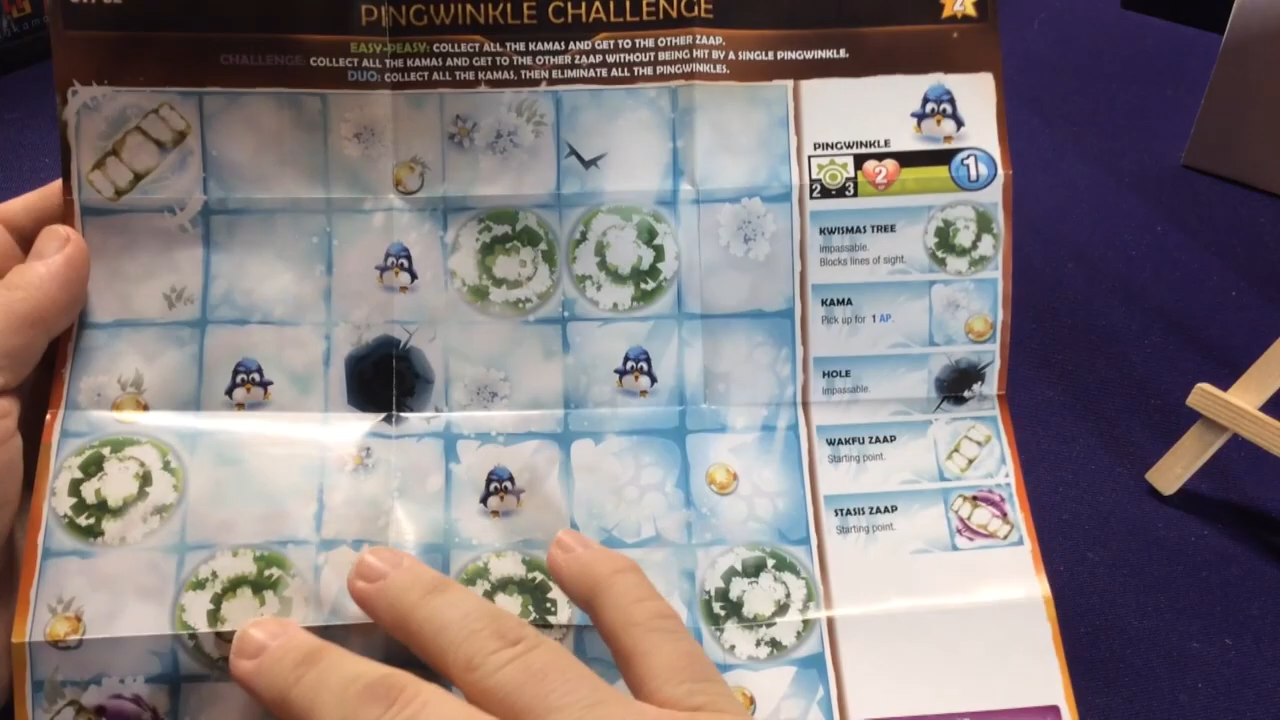 PINGWINKLE CHALLENGE
2
EASY-PEASY: COLLECT ALL THE KAMAS AND GET TO THE OTHER ZAAP.
CHALLENGE: COLLECT ALL THE KAMAS AND GET TO THE OTHER ZAAP WITHOUT BEING HIT BY A SINGLE PINGWINKLE.
DUO: COLLECT ALL THE KAMAS, THEN ELIMINATE ALL THE PINGWINKLES.
PINGWINKLE
2 1
2 - 3
KWISMAS TREE
Impassable.
Blocks lines of sight.
KAMA
Pick up for 1 AP.
HOLE
Impassable.
WAKFU ZAAP
Starting point.
STASIS ZAAP
Starting point.